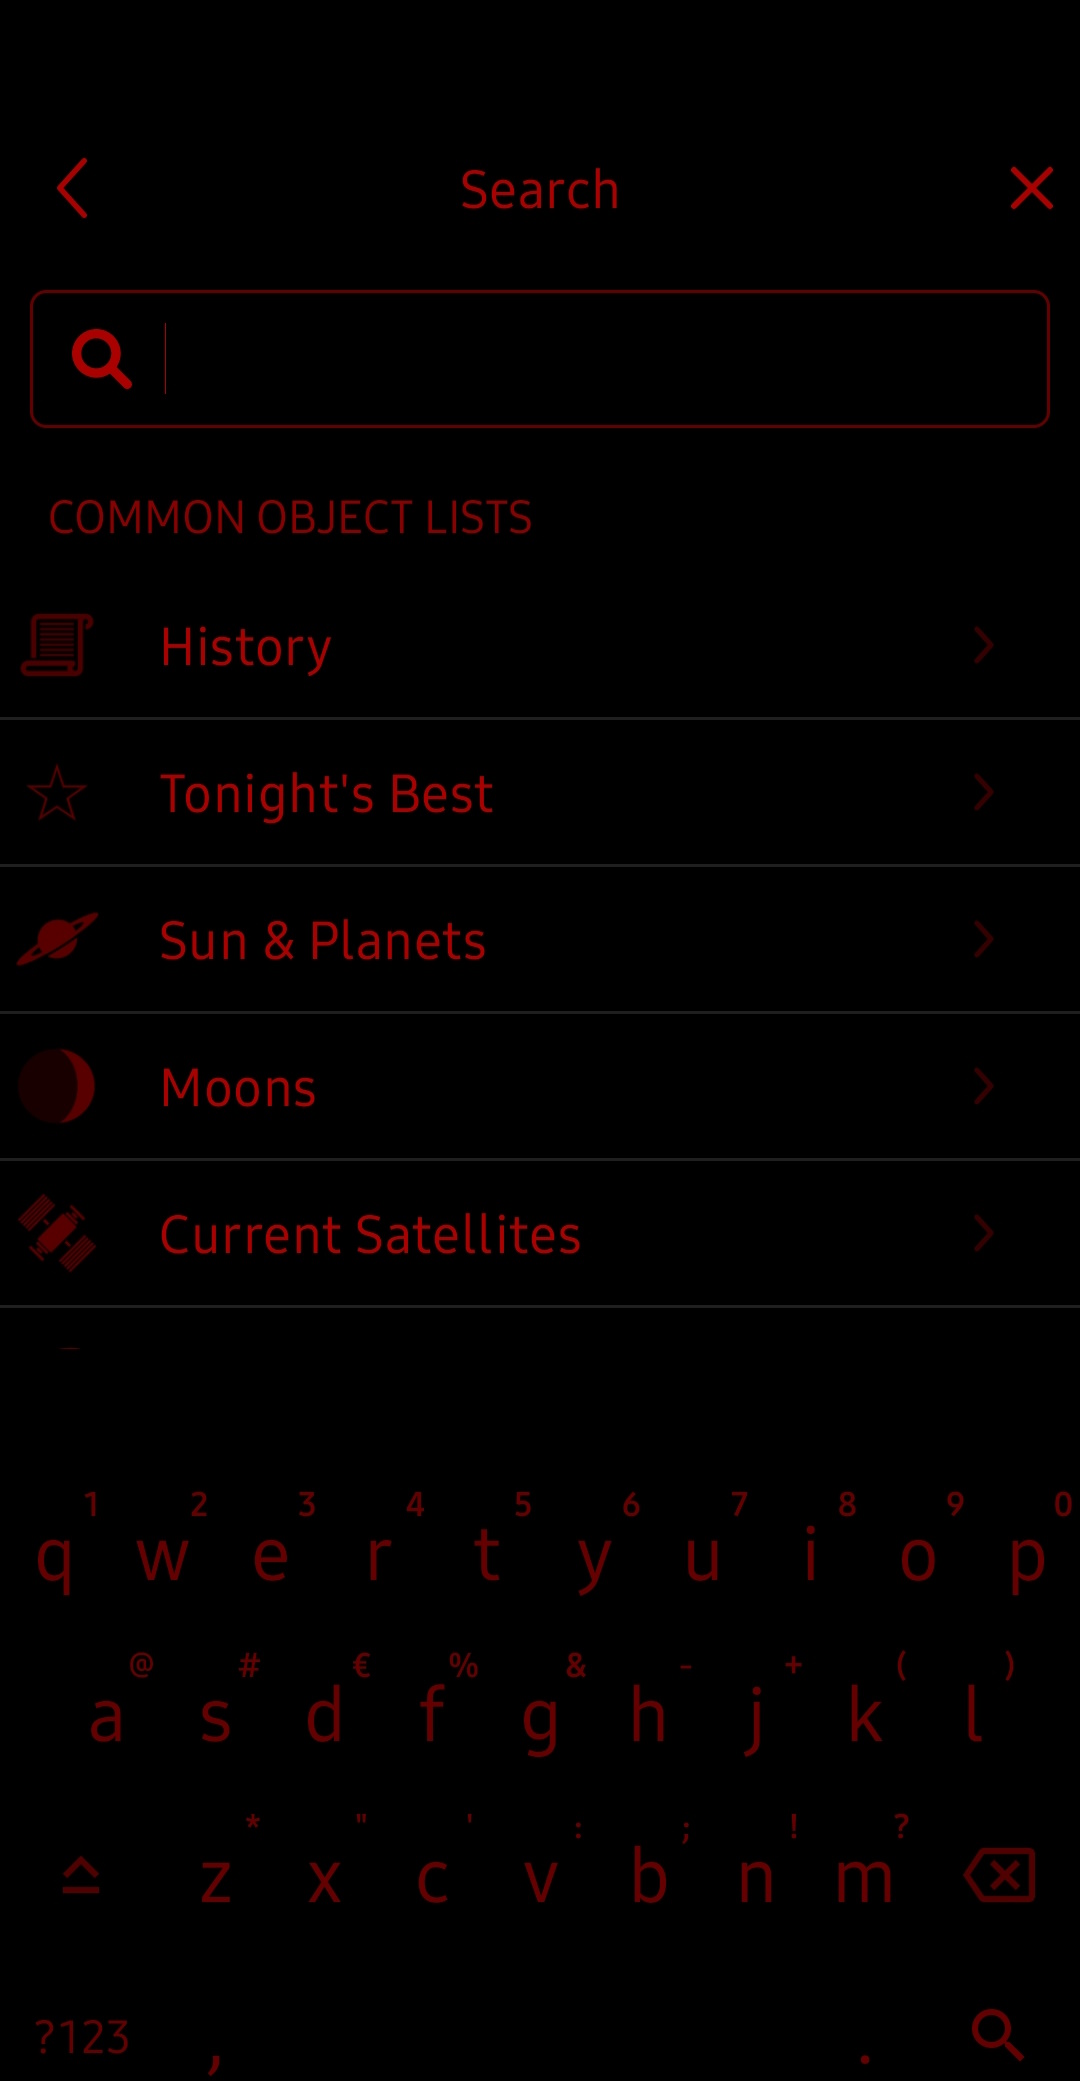 Search
COMMON OBJECT LISTS
History
Tonight's Best
Sun & Planets
Moons
Current Satellites
1 2 3 4 5 6 7 8 9 0
q w e r t y u i o p
@ # € % & - + ( )
a s d f g h j k l
* " ' : ; ! ?
z x c v b n m
?123 , .